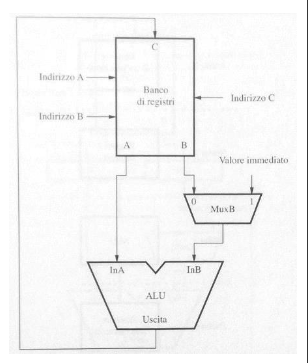 C
Indirizzo A
Banco
di registri
Indirizzo C
Indirizzo B
A
B
Valore immediato
0
1
MuxB
InA
InB
ALU
Uscita